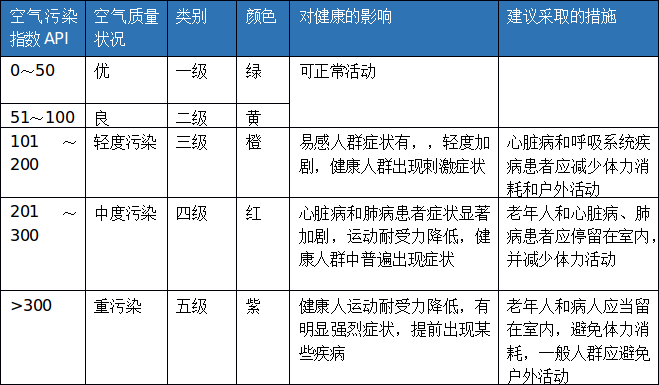 空气污染
指数 API
空气质量
状况
类别
颜色
对健康的影响
建议采取的措施
0～50
优
一级
绿
可正常活动
51～100
良
二级
黄
101 ～
200
轻度污染
三级
橙
易感人群症状有，，轻度加
剧，健康人群出现刺激症状
心脏病和呼吸系统疾
病患者应减少体力消
耗和户外活动
201 ～
300
中度污染
四级
红
心脏病和肺病患者症状显著
加剧，运动耐受力降低，健
康人群中普遍出现症状
老年人和心脏病、肺
病患者应停留在室内，
并减少体力活动
>300
重污染
五级
紫
健康人运动耐受力降低，有
明显强烈症状，提前出现某
些疾病
老年人和病人应当留
在室内，避免体力消
耗，一般人群应避免
户外活动